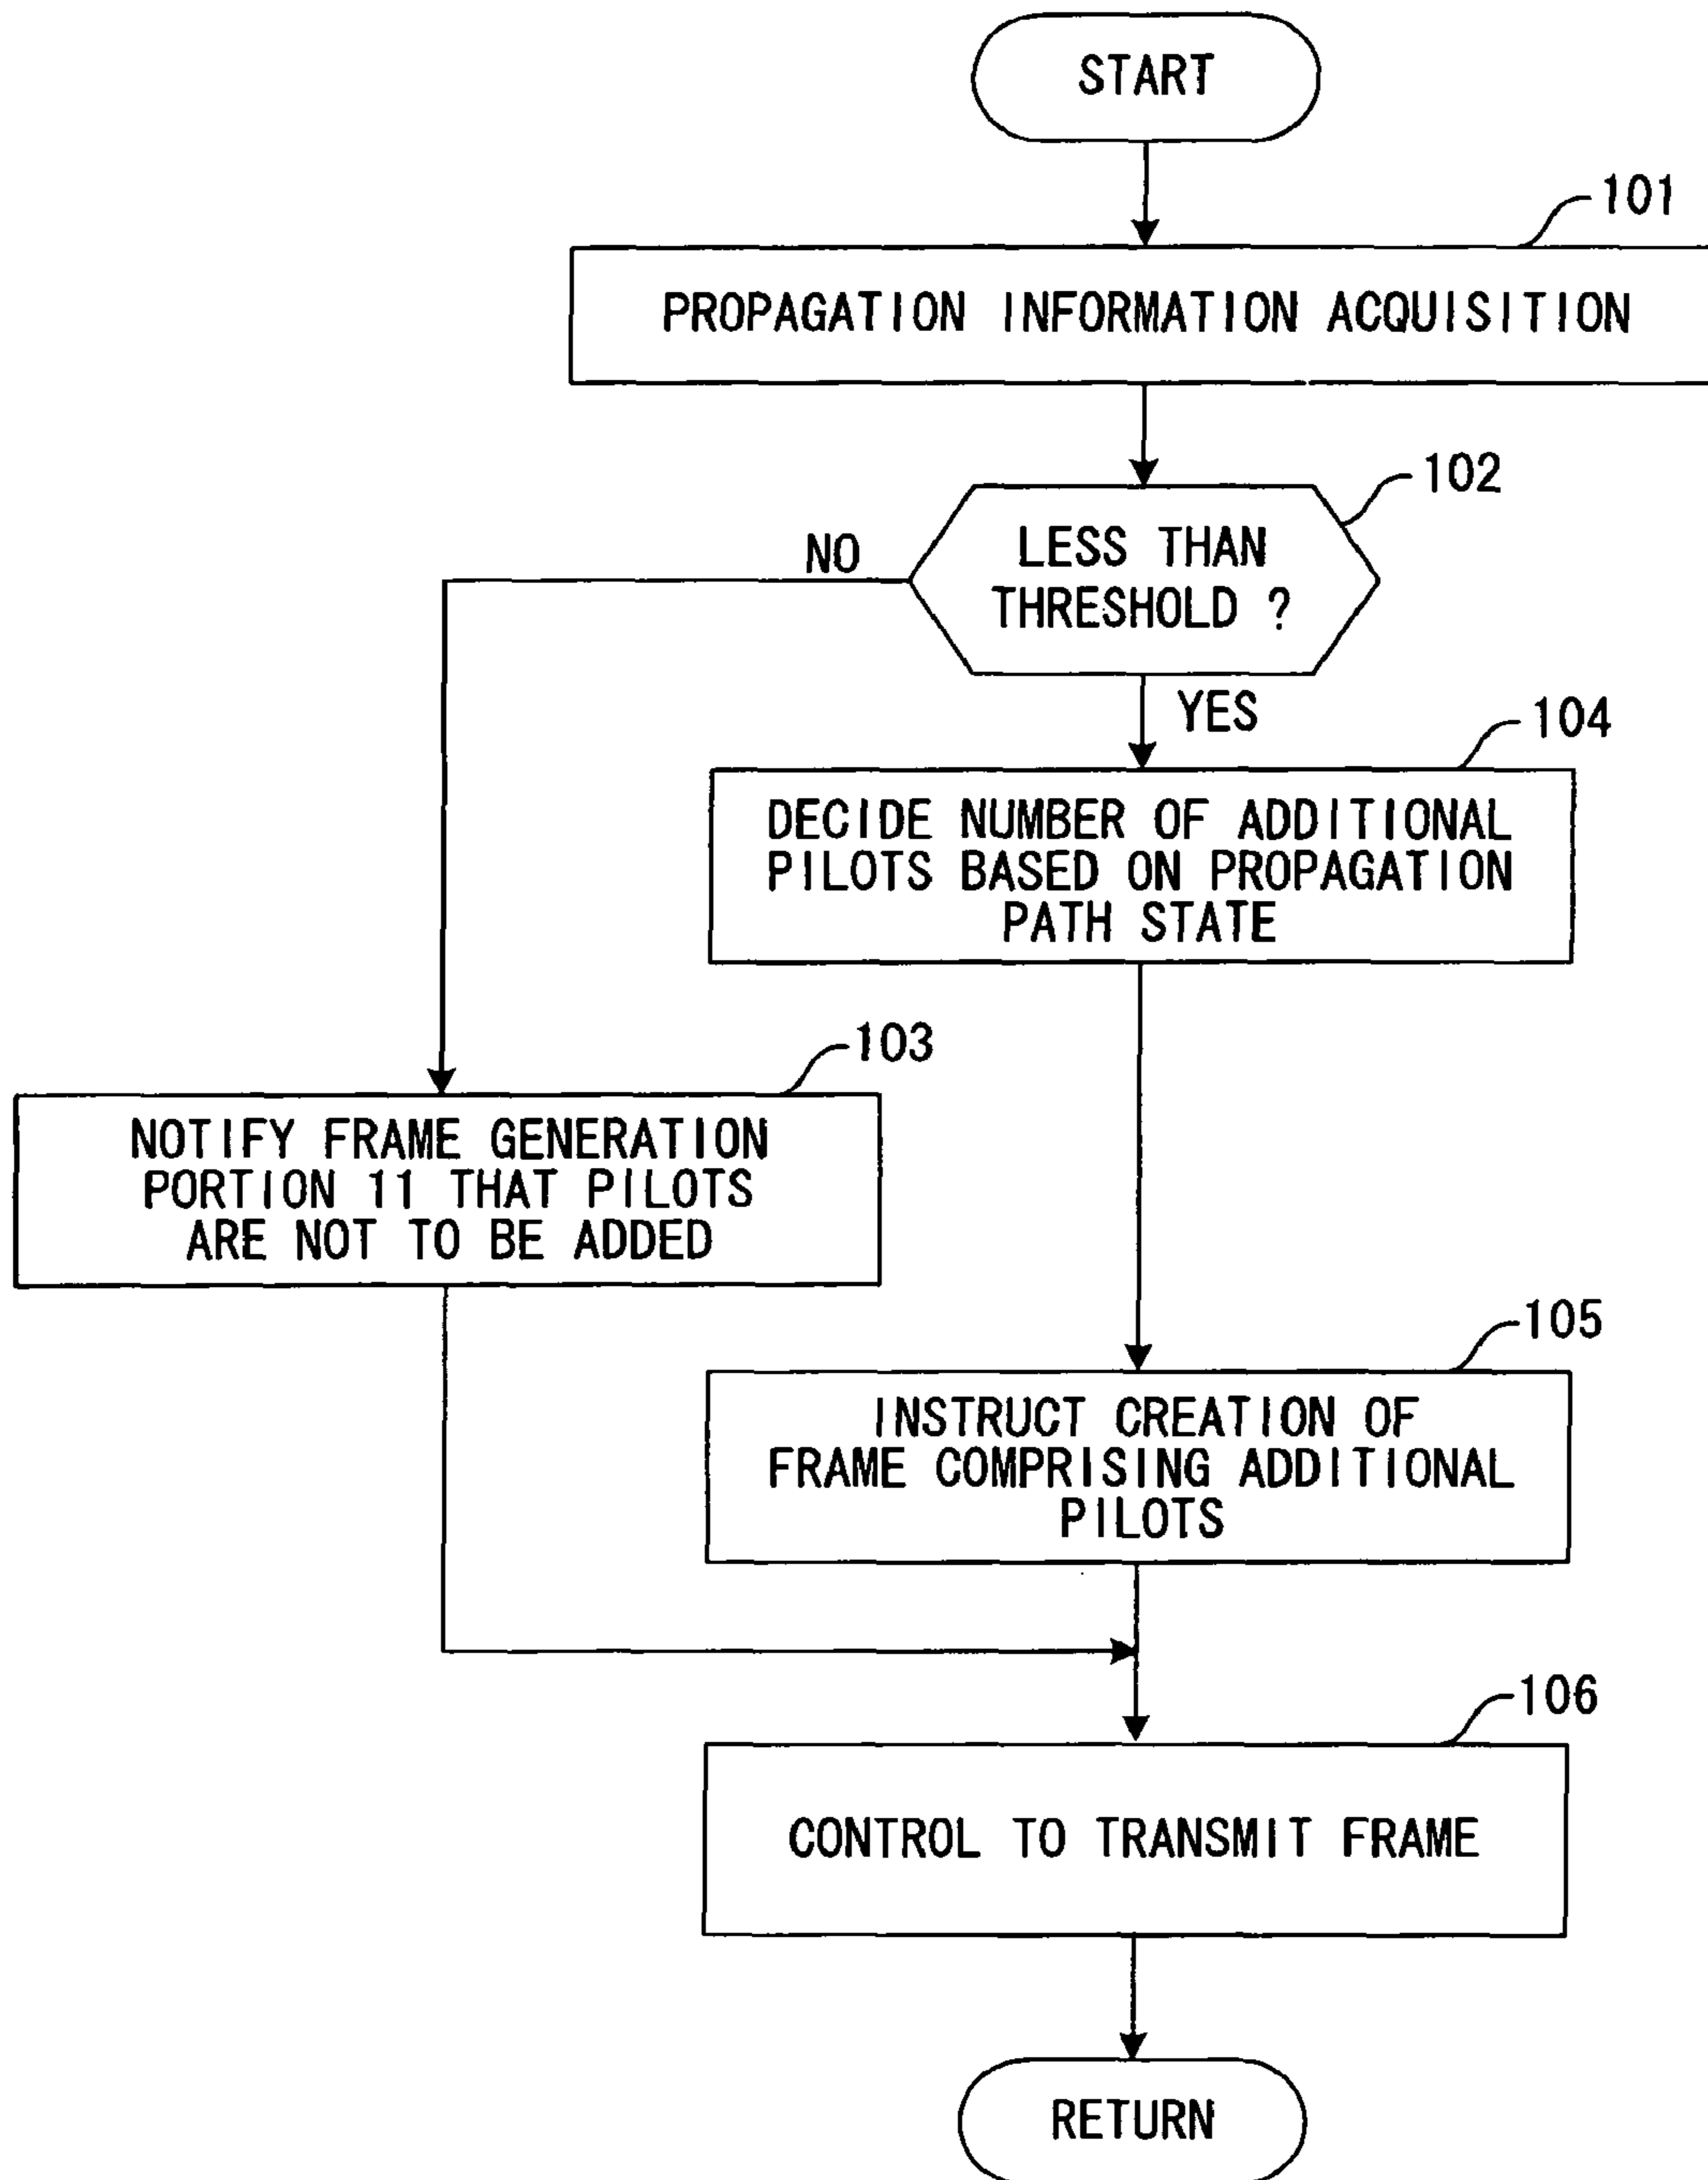 START
101
PROPAGATION INFORMATION ACQUISITION
102
LESS THAN
THRESHOLD ?
NO
YES
104
DECIDE NUMBER OF ADDITIONAL
PILOTS BASED ON PROPAGATION
PATH STATE
103
NOTIFY FRAME GENERATION
PORTION 11 THAT PILOTS
ARE NOT TO BE ADDED
105
INSTRUCT CREATION OF
FRAME COMPRISING ADDITIONAL
PILOTS
106
CONTROL TO TRANSMIT FRAME
RETURN